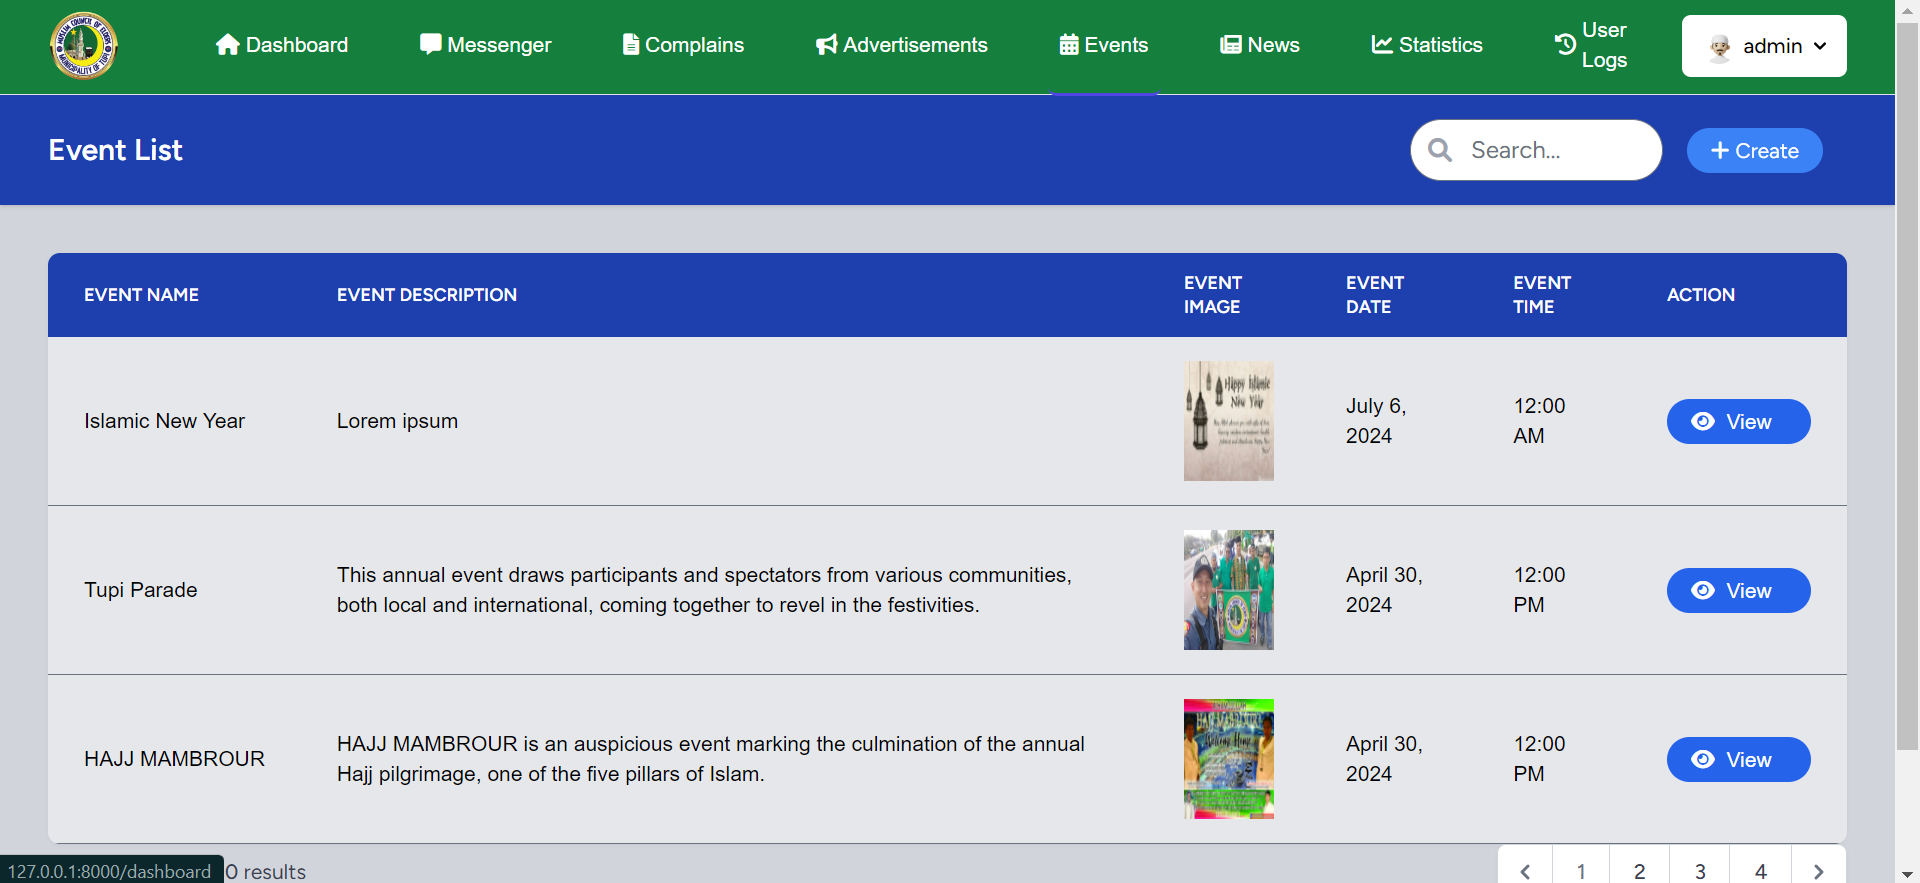 Dashboard
Messenger
Complains
Advertisements
Events
News
Statistics
User
Logs
admin
Event List
Search...
Create
EVENT NAME
EVENT DESCRIPTION
EVENT
IMAGE
EVENT
DATE
EVENT
TIME
ACTION
Islamic New Year
Lorem ipsum
Happy Islamic
New Year
July 6,
2024
12:00
AM
View
Tupi Parade
This annual event draws participants and spectators from various communities,
both local and international, coming together to revel in the festivities.
April 30,
2024
12:00
PM
View
HAJJ MAMBROUR
HAJJ MAMBROUR is an auspicious event marking the culmination of the annual
Hajj pilgrimage, one of the five pillars of Islam.
April 30,
2024
12:00
PM
View
127.0.0.1:8000/dashboard
0 results
1
2
3
4